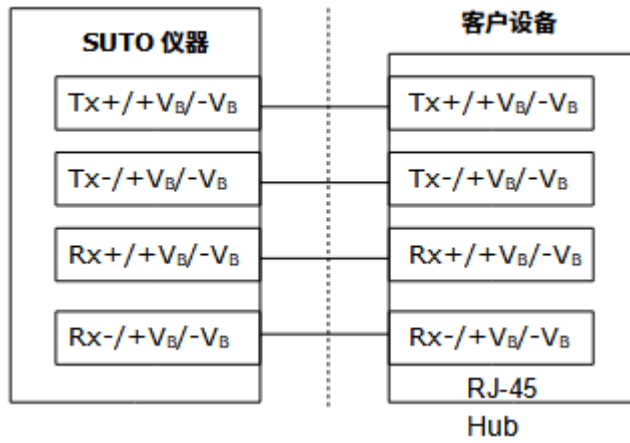 SUTO 仪器
Tx+/+VB/-VB
Tx-/+VB/-VB
Rx+/+VB/-VB
Rx-/+VB/-VB
客户设备
Tx+/+VB/-VB
Tx-/+VB/-VB
Rx+/+VB/-VB
Rx-/+VB/-VB
RJ-45
Hub